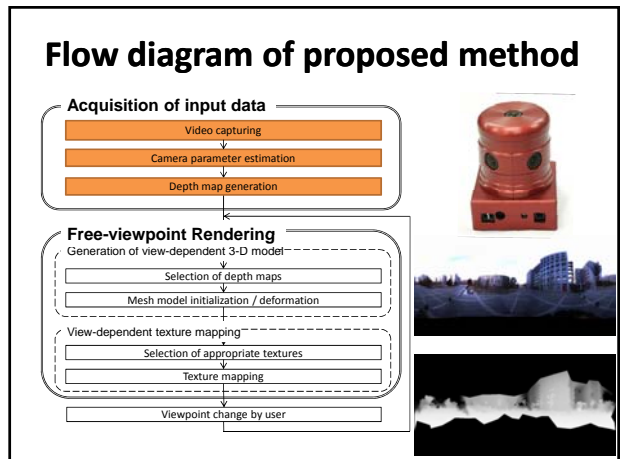 Flow diagram of proposed method
Acquisition of input data
Video capturing
Camera parameter estimation
Depth map generation
Free-viewpoint Rendering
Generation of view-dependent 3-D model
Selection of depth maps
Mesh model initialization / deformation
View-dependent texture mapping
Selection of appropriate textures
Texture mapping
Viewpoint change by user